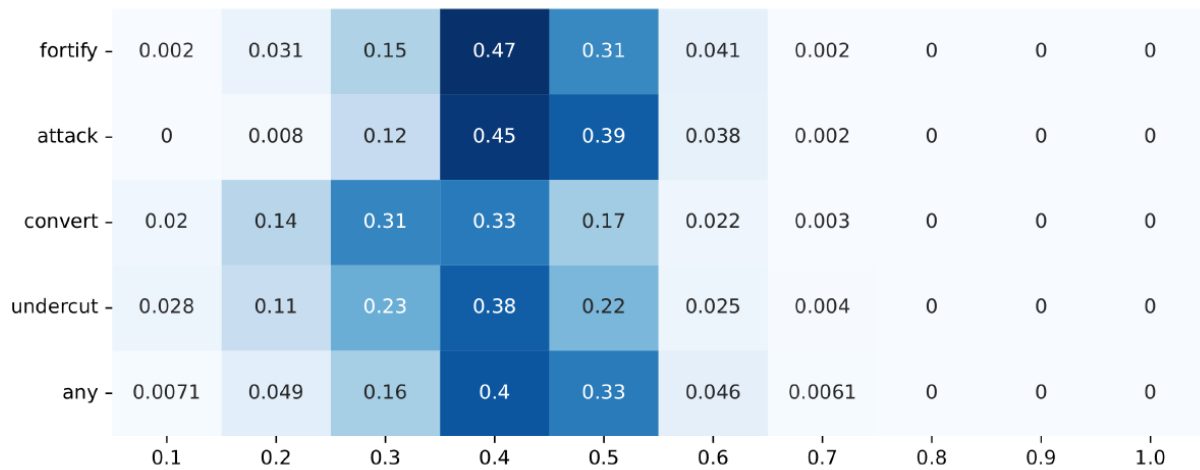 fortify 0.002 0.031 0.15 0.47 0.31 0.041 0.002 0 0 0
attack 0 0.008 0.12 0.45 0.39 0.038 0.002 0 0 0
convert 0.02 0.14 0.31 0.33 0.17 0.022 0.003 0 0 0
undercut 0.028 0.11 0.23 0.38 0.22 0.025 0.004 0 0 0
any 0.0071 0.049 0.16 0.4 0.33 0.046 0.0061 0 0 0
0.1 0.2 0.3 0.4 0.5 0.6 0.7 0.8 0.9 1.0